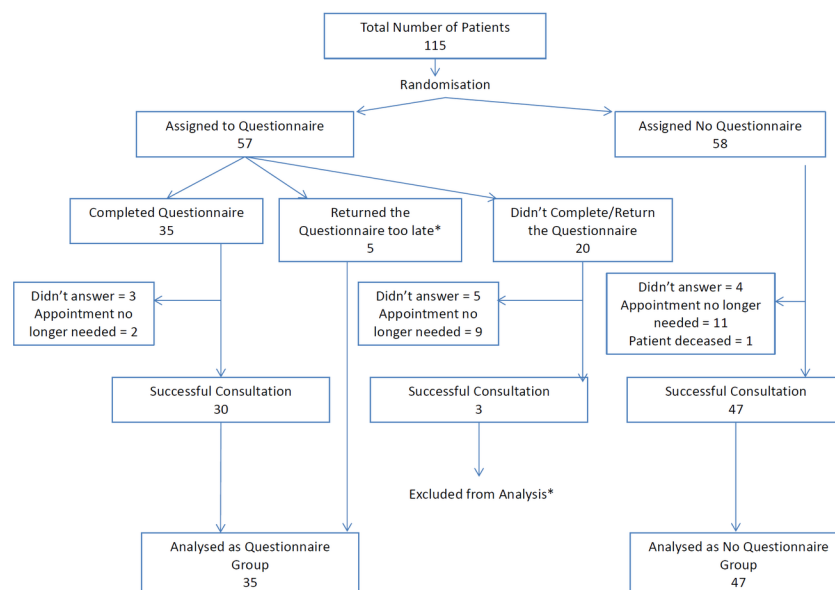 Total Number of Patients
115
Randomisation
Assigned to Questionnaire
57
Assigned No Questionnaire
58
Completed Questionnaire
35
Returned the
Questionnaire too late*
5
Didn’t Complete/Return
the Questionnaire
20
Didn’t answer = 3
Appointment no
longer needed = 2
Didn’t answer = 5
Appointment no
longer needed = 9
Didn’t answer = 4
Appointment no longer
needed = 11
Patient deceased = 1
Successful Consultation
30
Successful Consultation
3
Successful Consultation
47
Excluded from Analysis*
Analysed as Questionnaire
Group
35
Analysed as No Questionnaire
Group
47